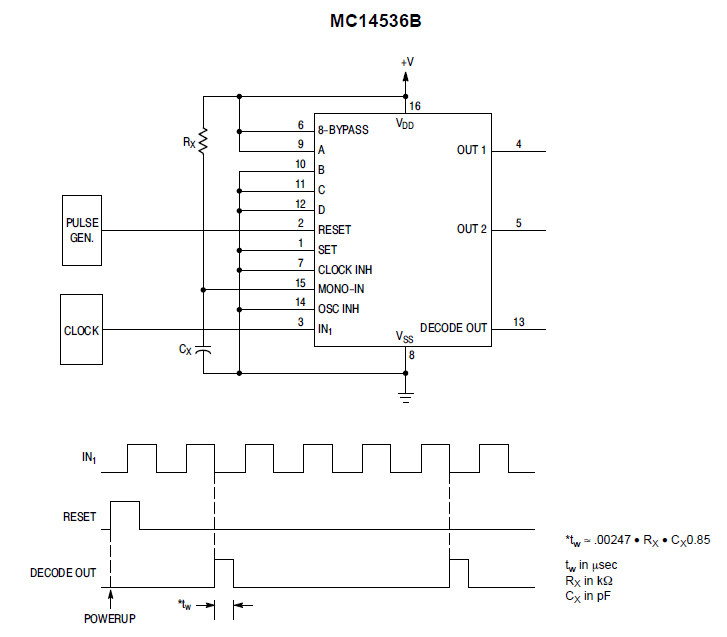 MC14536B
+V
16
VDD
6 8-BYPASS
9 A
10 B
11 C
12 D
2 RESET
1 SET
7 CLOCK INH
15 MONO-IN
14 OSC INH
3 IN1
OUT 1 4
OUT 2 5
DECODE OUT 13
VSS
8
RX
CX
PULSE
GEN.
CLOCK
IN1
RESET
DECODE OUT
*tw
POWERUP
*tw ≈ .00247 • RX • CX0.85
tw in μsec
RX in kΩ
CX in pF